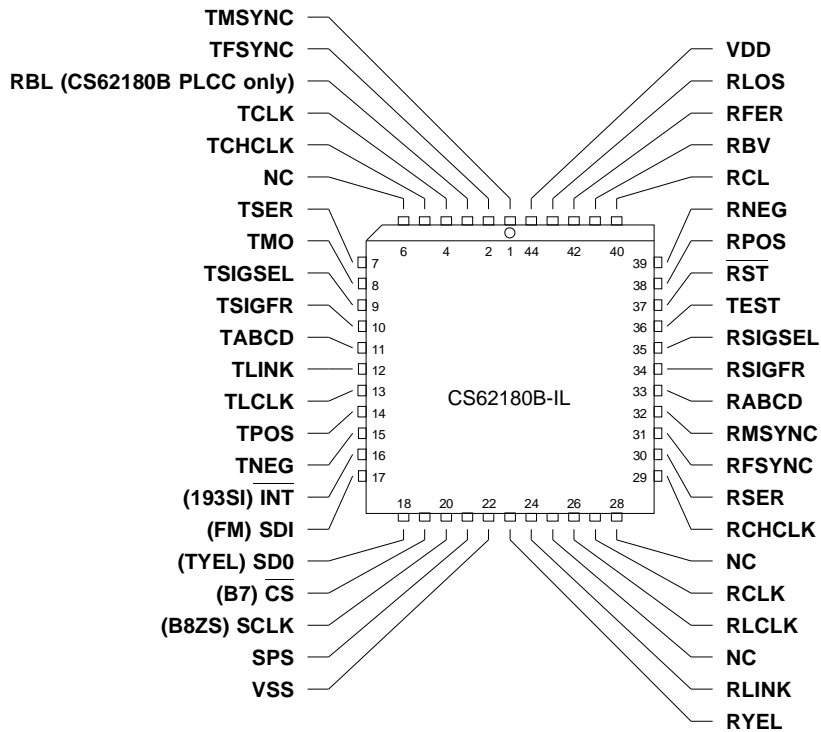 TMSYNC
TFSYNC
RBL (CS62180B PLCC only)
TCLK
TCHCLK
NC
TSER
TMO
TSIGSEL
TSIGFR
TABCD
TLINK
TLCLK
TPOS
TNEG
(193SI) INT
(FM) SDI
(TYEL) SD0
(B7) CS
(B8ZS) SCLK
SPS
VSS
6 4 2 1 44 42 40
7
8
9
10
11
12
13
14
15
16
17
CS62180B-IL
39
38
37
36
35
34
33
32
31
30
29
18 20 22 24 26 28
VDD
RLOS
RFER
RBV
RCL
RNEG
RPOS
RST
TEST
RSIGSEL
RSIGFR
RABCD
RMSYNC
RFSYNC
RSER
RCHCLK
NC
RCLK
RLCLK
NC
RLINK
RYEL